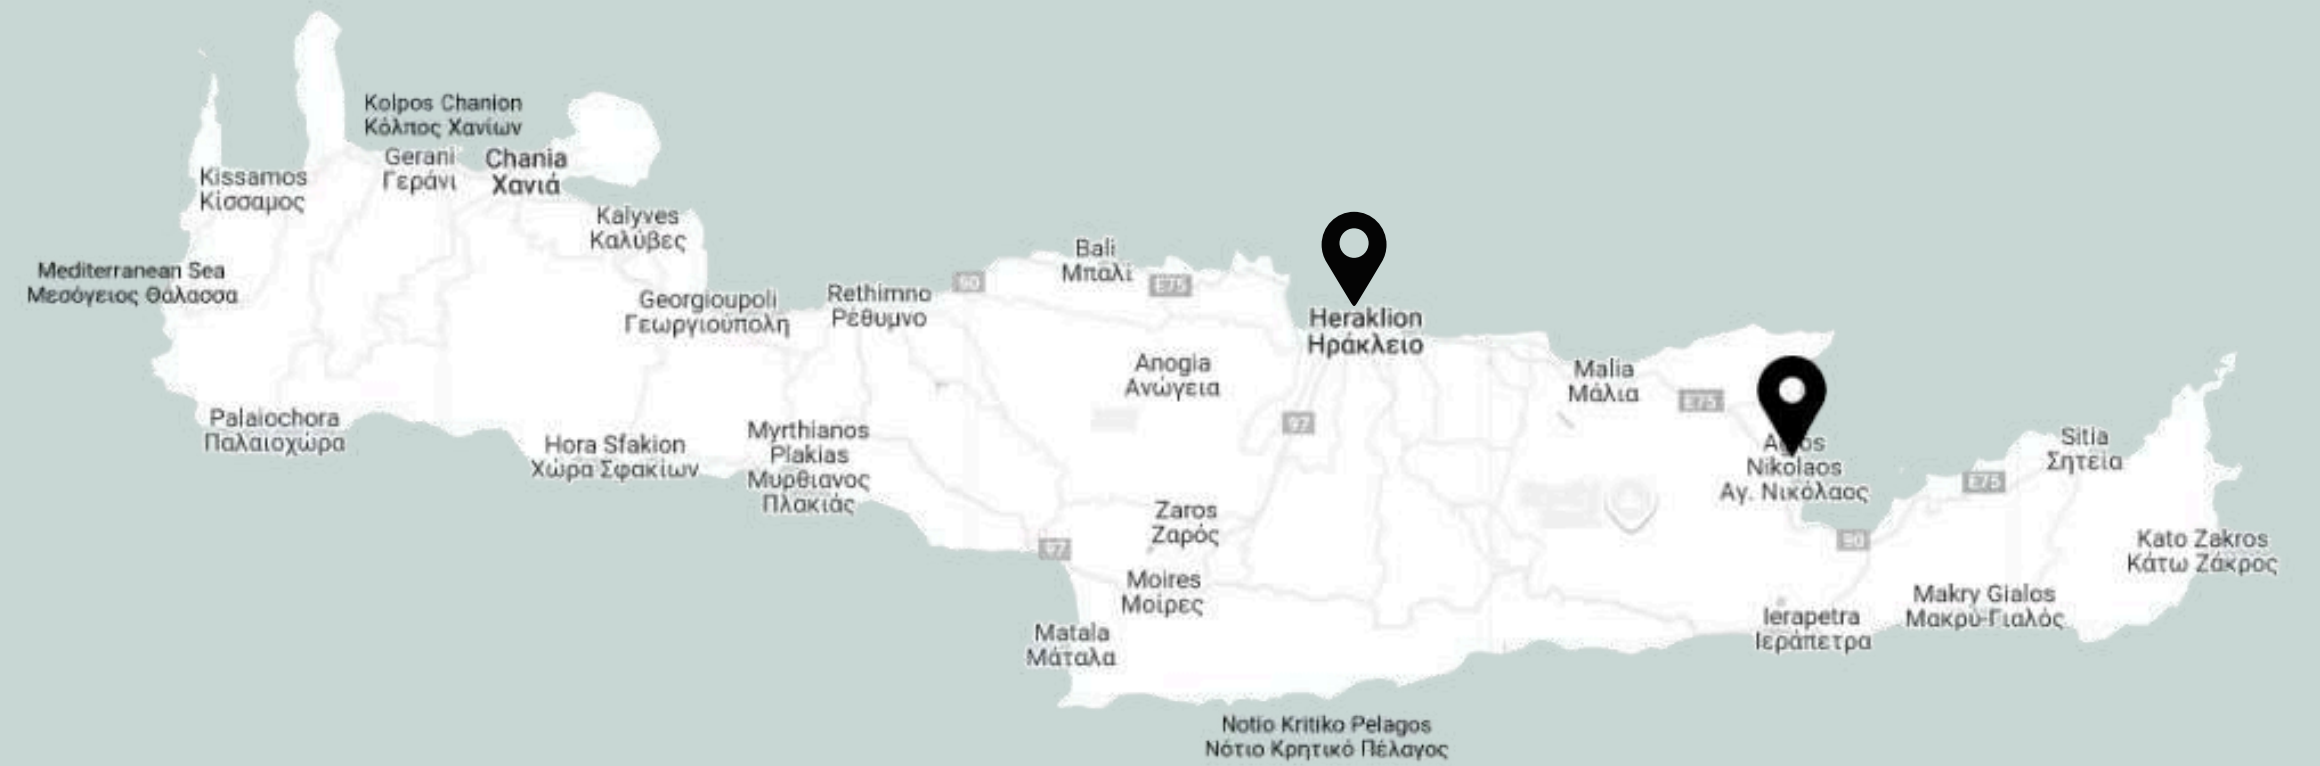 Kolpos Chanion
Κόλπος Χανίων
Gerani
Γεράνι
Chania
Χανιά
Kissamos
Κίσσαμος
Kalyves
Καλύβες
Mediterranean Sea
Μεσόγειος Θάλασσα
Georgioupoli
Γεωργιούπολη
Rethimno
Ρέθυμνο
90
Bali
Μπαλί
E75
Heraklion
Ηράκλειο
Anogia
Ανώγεια
Malia
Μάλια
E75
97
Palaiochora
Παλαιοχώρα
Hora Sfakion
Χώρα Σφακίων
Myrthianos
Plakias
Μυρθιανος
Πλακιάς
Nikolaos
Αγ. Νικόλαος
Sitia
Σητεία
E75
Zaros
Ζαρός
97
90
Kato Zakros
Κάτω Ζάκρος
Moires
Μοίρες
Makry Gialos
Μακρύ-Γιαλός
Ierapetra
Ιεράπετρα
Matala
Μάταλα
Notio Kritiko Pelagos
Νότιο Κρητικό Πέλαγος